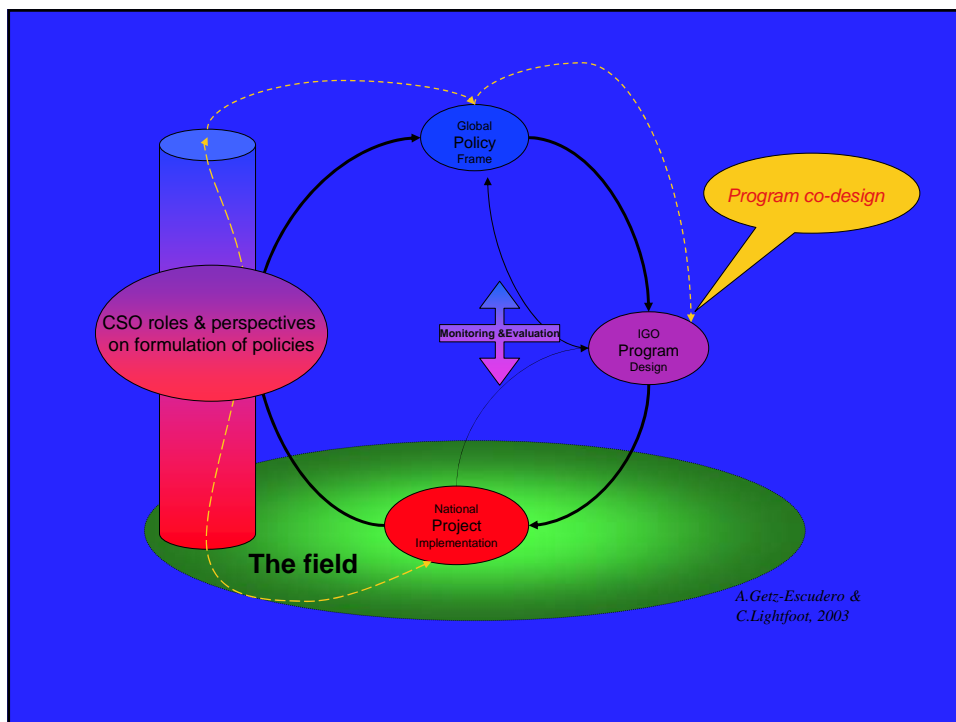 Global
Policy
Frame
Program co-design
CSO roles & perspectives
on formulation of policies
Monitoring &Evaluation
IGO
Program
Design
National
Project
Implementation
The field
A.Getz-Escudero &
C.Lightfoot, 2003